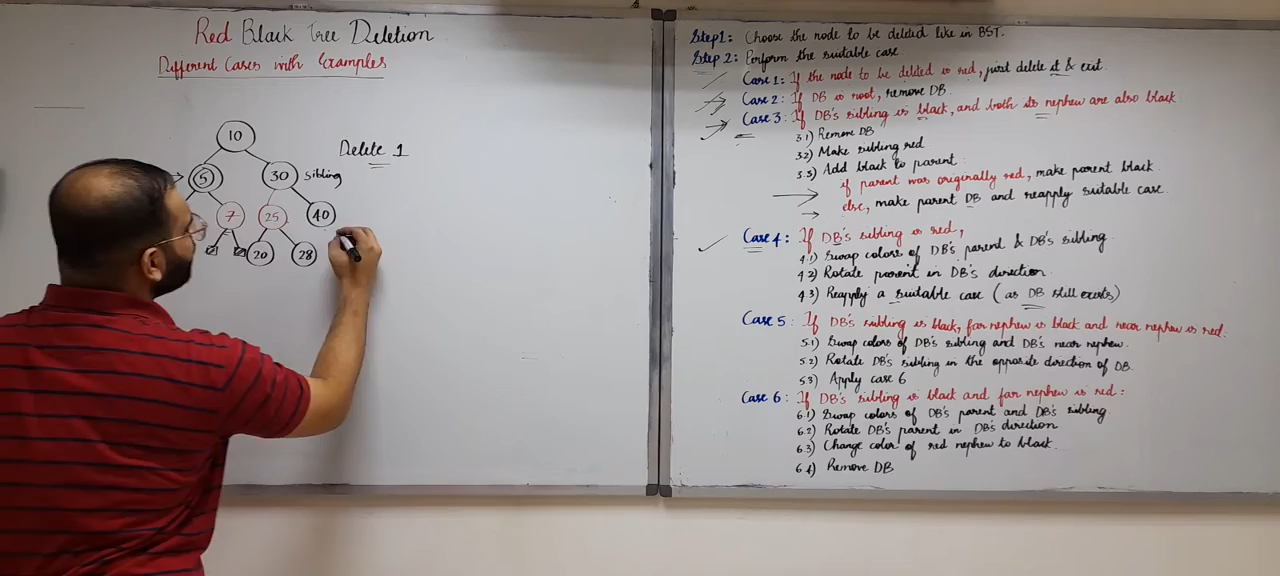 Red Black Tree Deletion
Different Cases with Examples
Delete 1
10
5
30
Sibling
7
25
40
20
28
Step1: Choose the node to be deleted like in BST.
Step 2: Perform the suitable case
Case 1: If the node to be deleted is red, just delete it & exit.
Case 2: If DB is root, remove DB.
Case 3: If DB's sibling is black, and both its nephew are also black
3.1) Remove DB
3.2) Make sibling red
3.3) Add black to parent:
if parent was originally red, make parent black
else, make parent DB and reapply suitable case.
Case 4: If DB's sibling is red,
4.1) Swap colors of DB's parent & DB's sibling
4.2) Rotate parent in DB's direction
4.3) Reapply a suitable case (as DB still exists)
Case 5: If DB's sibling is black, far nephew is black and near nephew is red.
5.1) Swap colors of DB's sibling and DB's near nephew.
5.2) Rotate DB's sibling in the opposite direction of DB.
5.3) Apply case 6
Case 6: If DB's sibling is black and far nephew is red:
6.1) Swap colors of DB's parent and DB's sibling
6.2) Rotate DB's parent in DB's direction
6.3) Change color of red nephew to black.
6.4) Remove DB